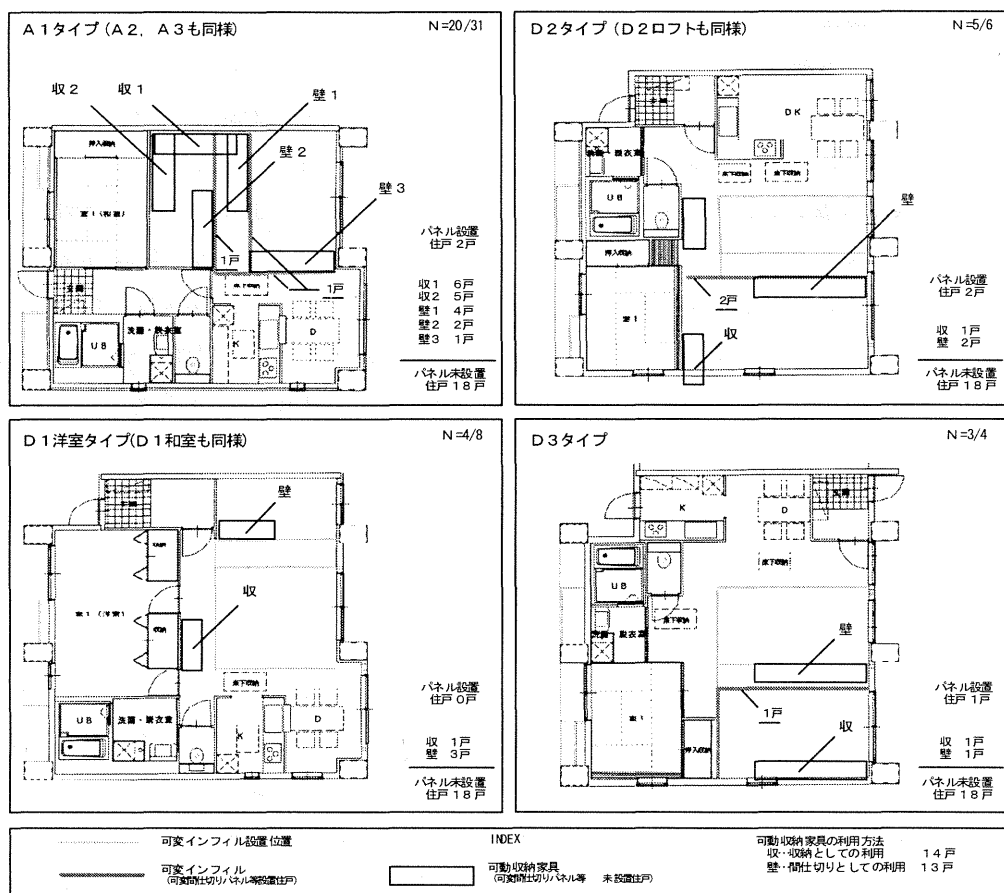 A1タイプ(A2, A3も同様)
N=20/31
収2
収1
壁1
壁2
壁3
押入収納
室1(和室)
玄関
UB
洗面・脱衣室
床下収納
K
D
1戸
1戸
パネル設置
住戸2戸
収1 6戸
収2 5戸
壁1 4戸
壁2 2戸
壁3 1戸
パネル未設置
住戸18戸
D2タイプ(D2ロフトも同様)
N=5/6
玄関
DK
洗面・脱衣室
UB
床下収納
床下収納
押入収納
室1
壁
2戸
収
パネル設置
住戸2戸
収 1戸
壁 2戸
パネル未設置
住戸18戸
D1洋室タイプ(D1和室も同様)
N=4/8
玄関
壁
収納
収納
室1(洋室)
収
床下収納
UB
洗面・脱衣室
K
D
パネル設置
住戸0戸
収 1戸
壁 3戸
パネル未設置
住戸18戸
D3タイプ
N=3/4
K
D
玄関
床下収納
UB
床下収納
洗面・脱衣室
室1
押入収納
壁
1戸
収
パネル設置
住戸1戸
収 1戸
壁 1戸
パネル未設置
住戸18戸
INDEX
可変インフィル設置位置
可変インフィル
(可変間仕切りパネル等設置住戸)
可動収納家具
(可変間仕切りパネル等 未設置住戸)
可動収納家具の利用方法
収‥収納としての利用 14戸
壁‥間仕切りとしての利用 13戸